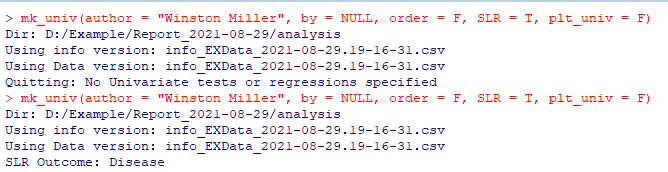 > mk_univ(author = "Winston Miller", by = NULL, order = F, SLR = F, plt_univ = F)
Dir: D:/Example/Report_2021-08-29/analysis
Using info version: info_EXData_2021-08-29.19-16-31.csv
Using Data version: info_EXData_2021-08-29.19-16-31.csv
Quitting: No Univariate tests or regressions specified
> mk_univ(author = "Winston Miller", by = NULL, order = F, SLR = T, plt_univ = F)
Dir: D:/Example/Report_2021-08-29/analysis
Using info version: info_EXData_2021-08-29.19-16-31.csv
Using Data version: info_EXData_2021-08-29.19-16-31.csv
SLR Outcome: Disease